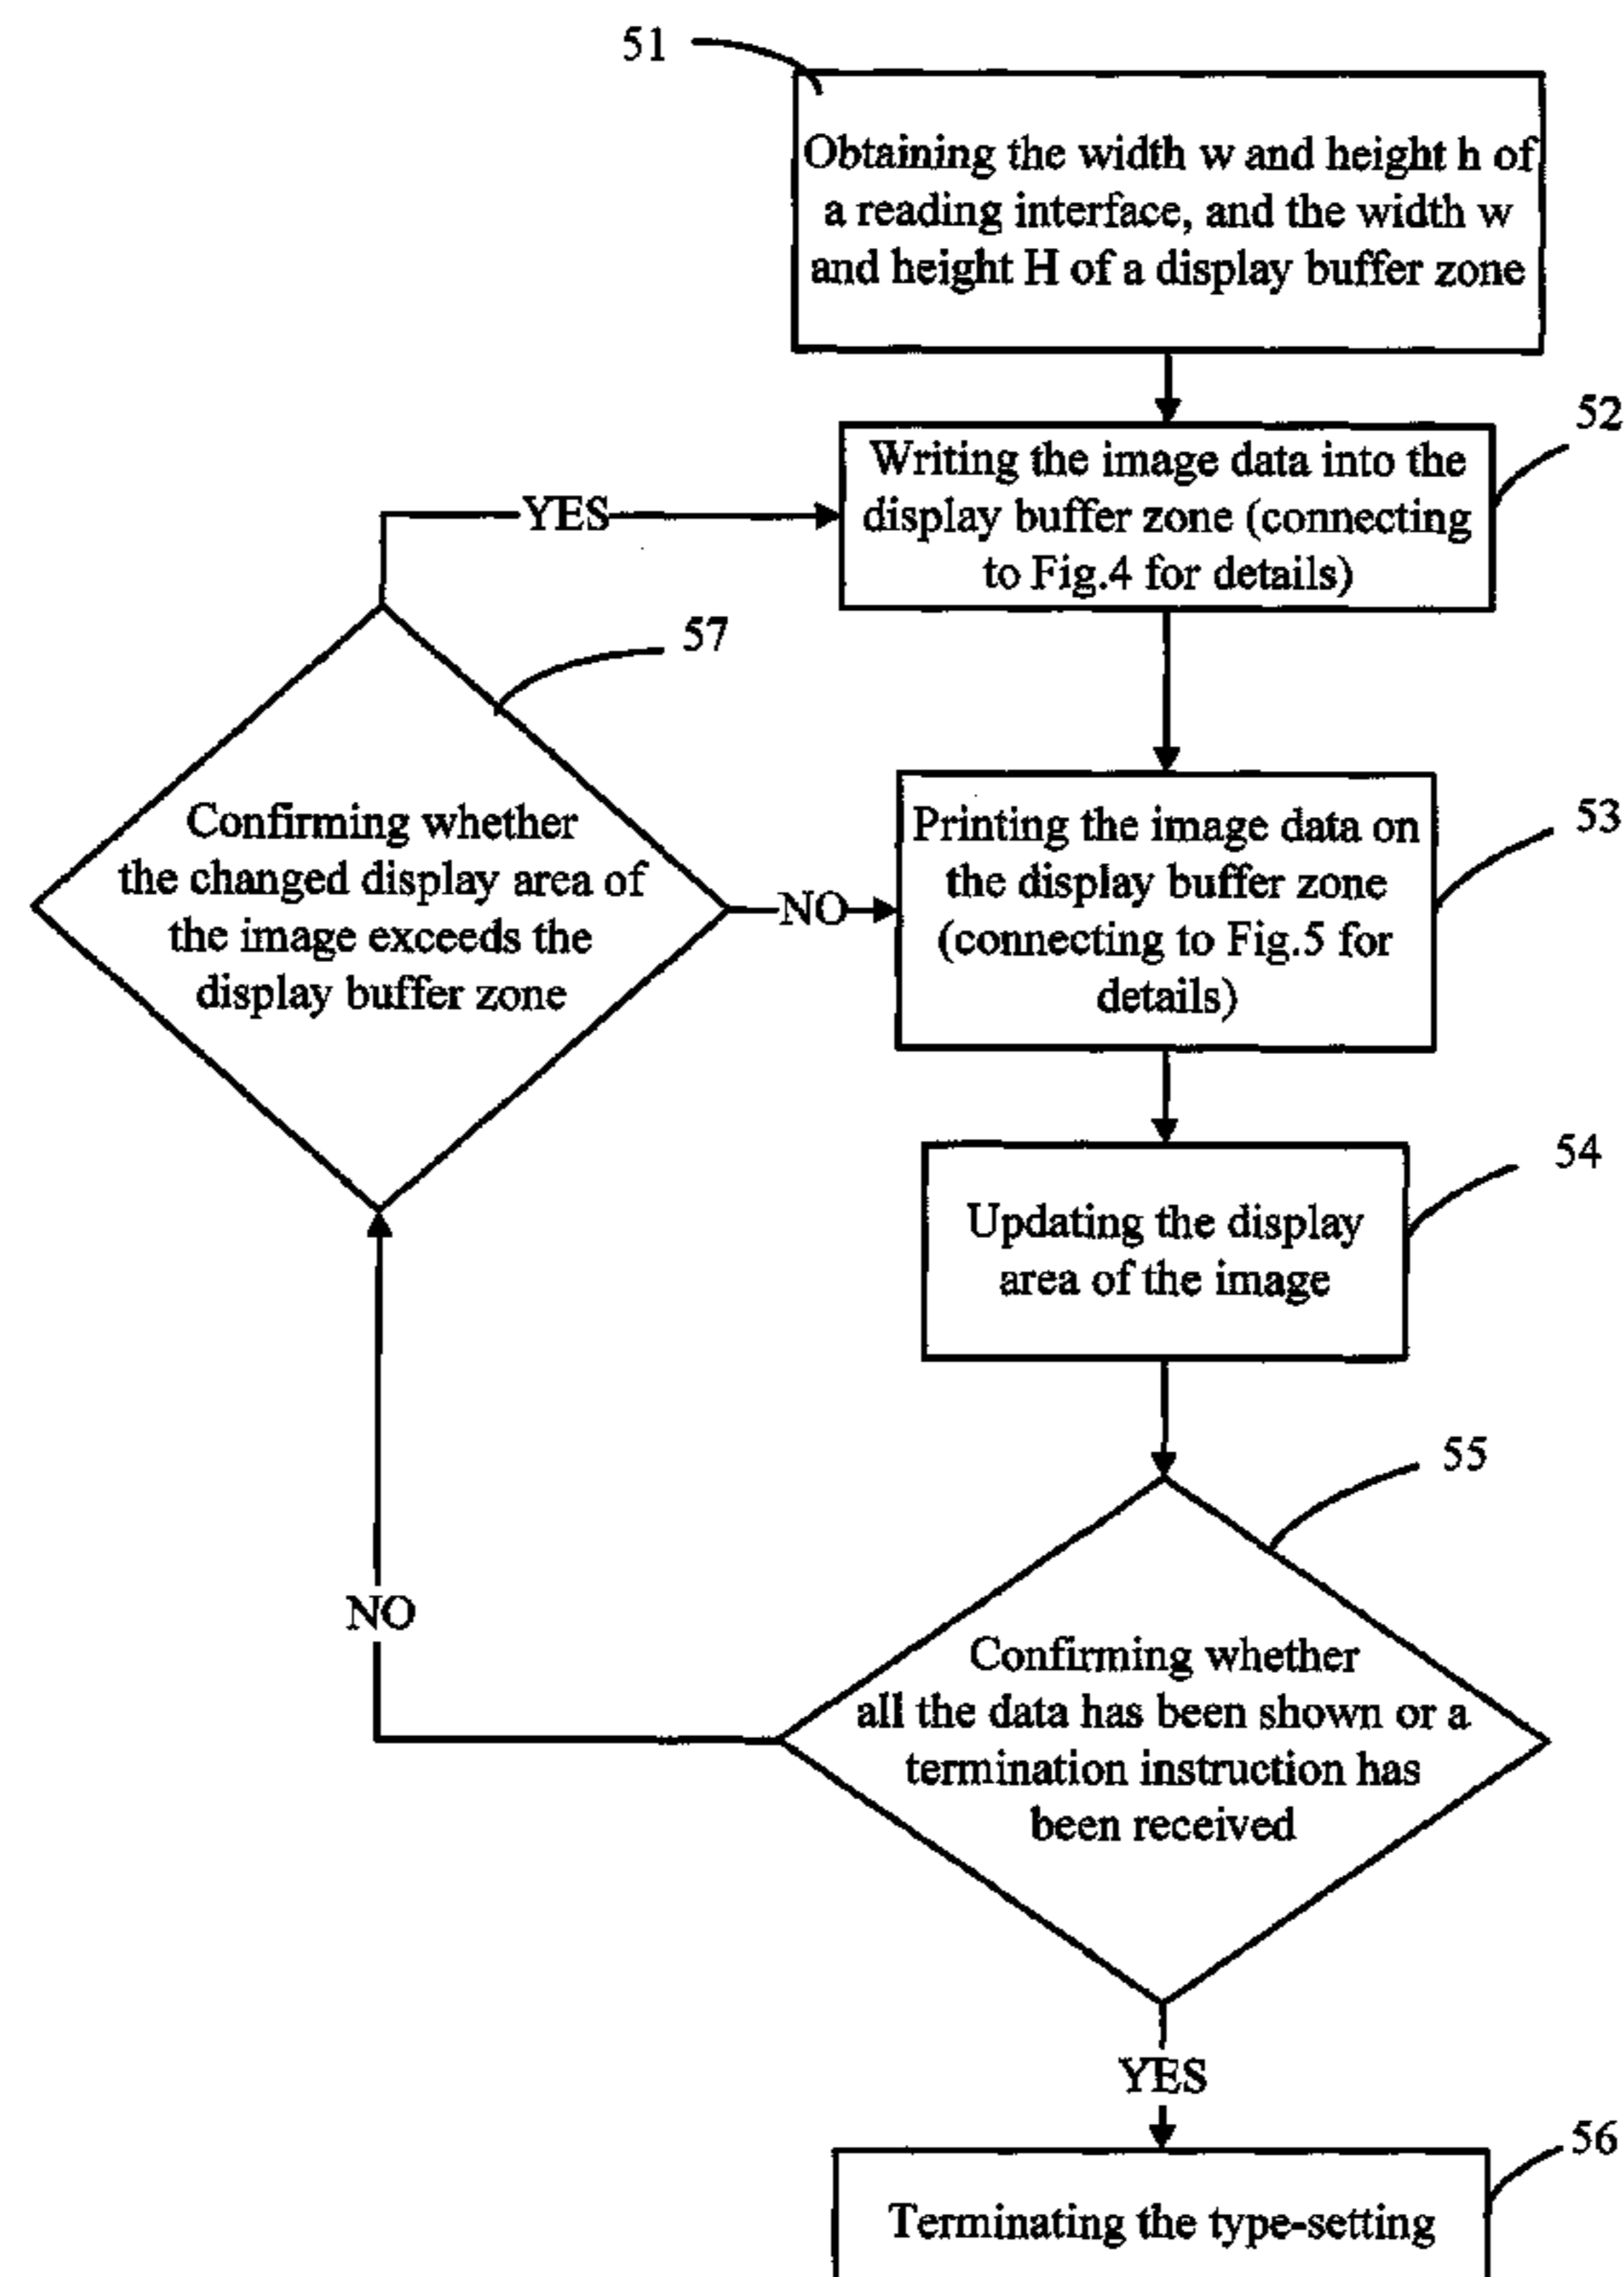 51
Obtaining the width w and height h of
a reading interface, and the width w
and height H of a display buffer zone
52
Writing the image data into the
display buffer zone (connecting
to Fig.4 for details)
YES
57
Confirming whether
the changed display area of
the image exceeds the
display buffer zone
NO
53
Printing the image data on
the display buffer zone
(connecting to Fig.5 for
details)
54
Updating the display
area of the image
55
Confirming whether
all the data has been shown or a
termination instruction has
been received
NO
YES
56
Terminating the type-setting